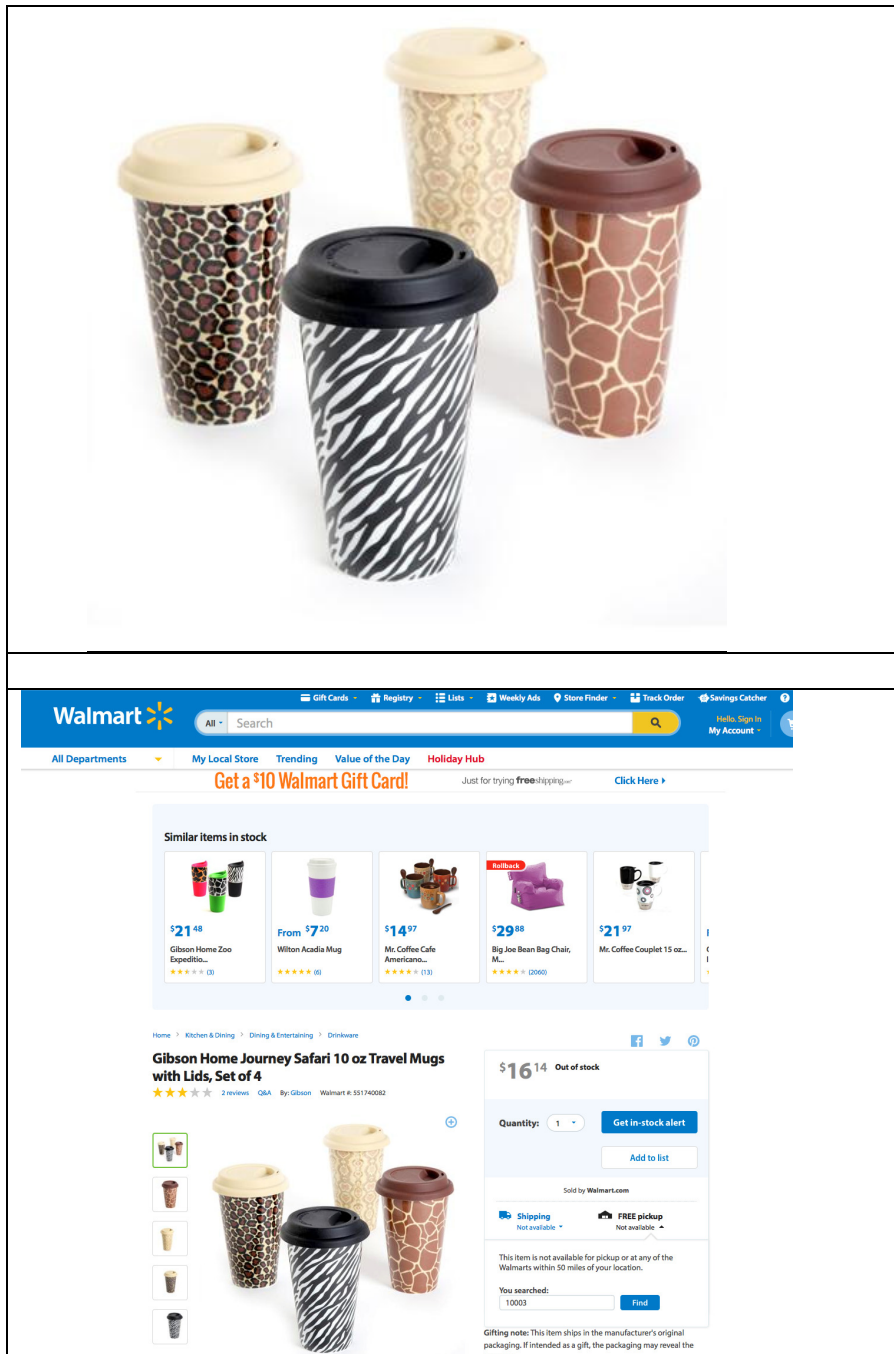 Gift Cards Registry Lists Weekly Ads Store Finder Track Order Savings Catcher ?
Walmart
All Search
Hello. Sign In
My Account
All Departments My Local Store Trending Value of the Day Holiday Hub
Get a $10 Walmart Gift Card! Just for trying freeshipping.com Click Here
Similar items in stock
Rollback
$21 48 From $7 20 $14 97 $29 88 $21 97
Gibson Home Zoo Wilton Acadia Mug Mr. Coffee Cafe Big Joe Bean Bag Chair, Mr. Coffee Couplet 15 oz...
Expeditio... Americano... M...
(3) (6) (13) (2060)
Home > Kitchen & Dining > Dining & Entertaining > Drinkware
Gibson Home Journey Safari 10 oz Travel Mugs
with Lids, Set of 4
2 reviews Q&A By: Gibson Walmart #: 551740082
$16 14 Out of stock
Quantity: 1 Get in-stock alert
Add to list
Sold by Walmart.com
Shipping FREE pickup
Not available Not available
This item is not available for pickup or at any of the
Walmarts within 50 miles of your location.
You searched:
10003 Find
Gifting note: This item ships in the manufacturer's original
packaging. If intended as a gift, the packaging may reveal the